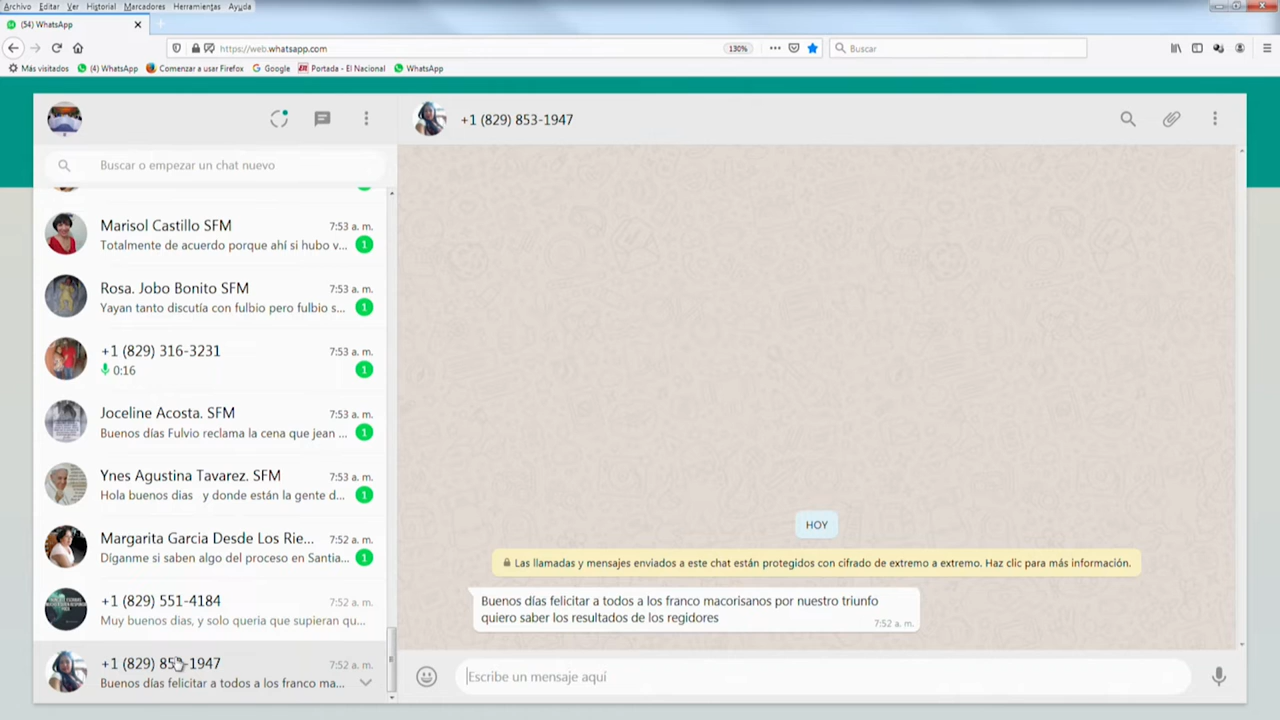 Archivo Editar Ver Historial Marcadores Herramientas Ayuda
(54) WhatsApp
https://web.whatsapp.com
130%
Buscar
Más visitados (4) WhatsApp Comenzar a usar Firefox Google Portada - El Nacional WhatsApp
+1 (829) 853-1947
Buscar o empezar un chat nuevo
Marisol Castillo SFM 7:53 a. m.
Totalmente de acuerdo porque ahí si hubo v... 1
Rosa. Jobo Bonito SFM 7:53 a. m.
Yayan tanto discutía con fulbio pero fulbio s... 1
+1 (829) 316-3231 7:53 a. m.
0:16 1
Joceline Acosta. SFM 7:53 a. m.
Buenos días Fulvio reclama la cena que jean ... 1
Ynes Agustina Tavarez. SFM 7:53 a. m.
Hola buenos dias y donde están la gente d... 1
Margarita Garcia Desde Los Rie... 7:52 a. m.
Díganme si saben algo del proceso en Santia... 1
+1 (829) 551-4184 7:52 a. m.
Muy buenos dias, y solo queria que supieran qu...
+1 (829) 853-1947 7:52 a. m.
Buenos días felicitar a todos a los franco ma...
HOY
Las llamadas y mensajes enviados a este chat están protegidos con cifrado de extremo a extremo. Haz clic para más información.
Buenos días felicitar a todos a los franco macorisanos por nuestro triunfo
quiero saber los resultados de los regidores
7:52 a. m.
Escribe un mensaje aquí